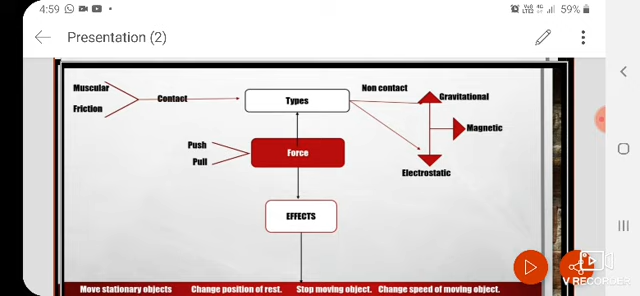 4:59
59%
Presentation (2)
Muscular
Friction
Contact
Types
Non contact
Gravitational
Magnetic
Electrostatic
Push
Pull
Force
EFFECTS
Move stationary objects Change position of rest. Stop moving object. Change speed of moving object.
V RECORDER